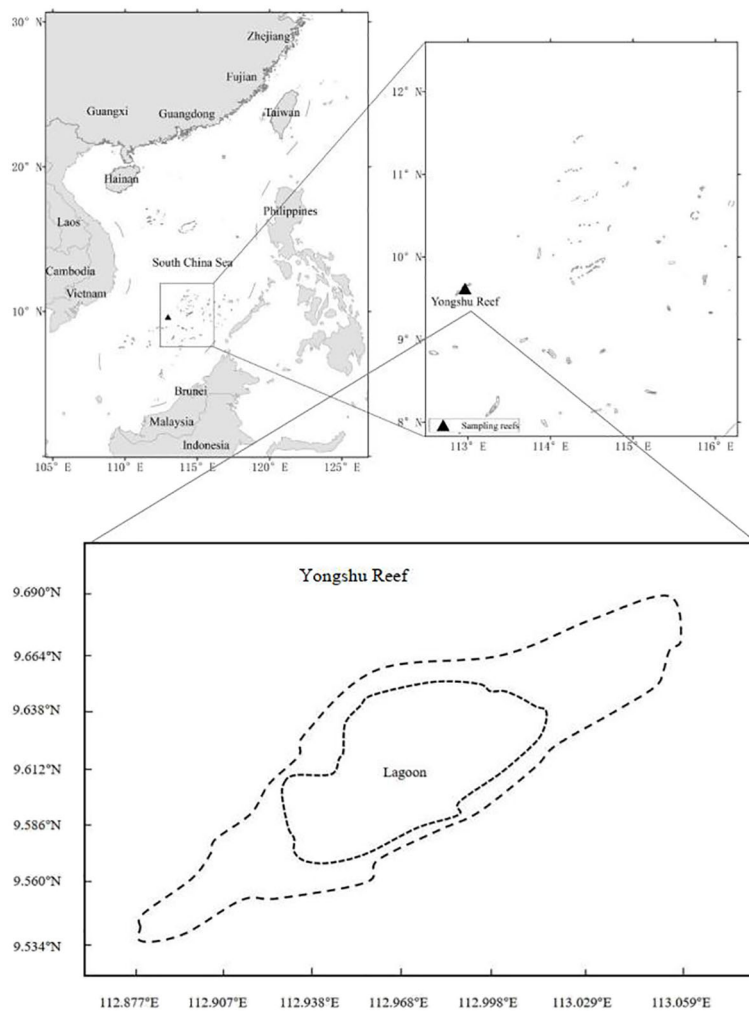 30°
Zhejiang
Fujian
Guangxi
Guangdong
Taiwan
20° N
Hainan
Laos
Philippines
South China Sea
Cambodia
Vietnam
10° N
Brunei
Malaysia
Indonesia
105° E
110° E
115° E
120° E
125° E
12° N
11° N
10° N
Yongshu Reef
9° N
8° N
Sampling reefs
113° E
114° E
115° E
116° E
Yongshu Reef
9.690°N
9.664°N
9.638°N
9.612°N
Lagoon
9.586°N
9.560°N
9.534°N
112.877°E
112.907°E
112.938°E
112.968°E
112.998°E
113.029°E
113.059°E